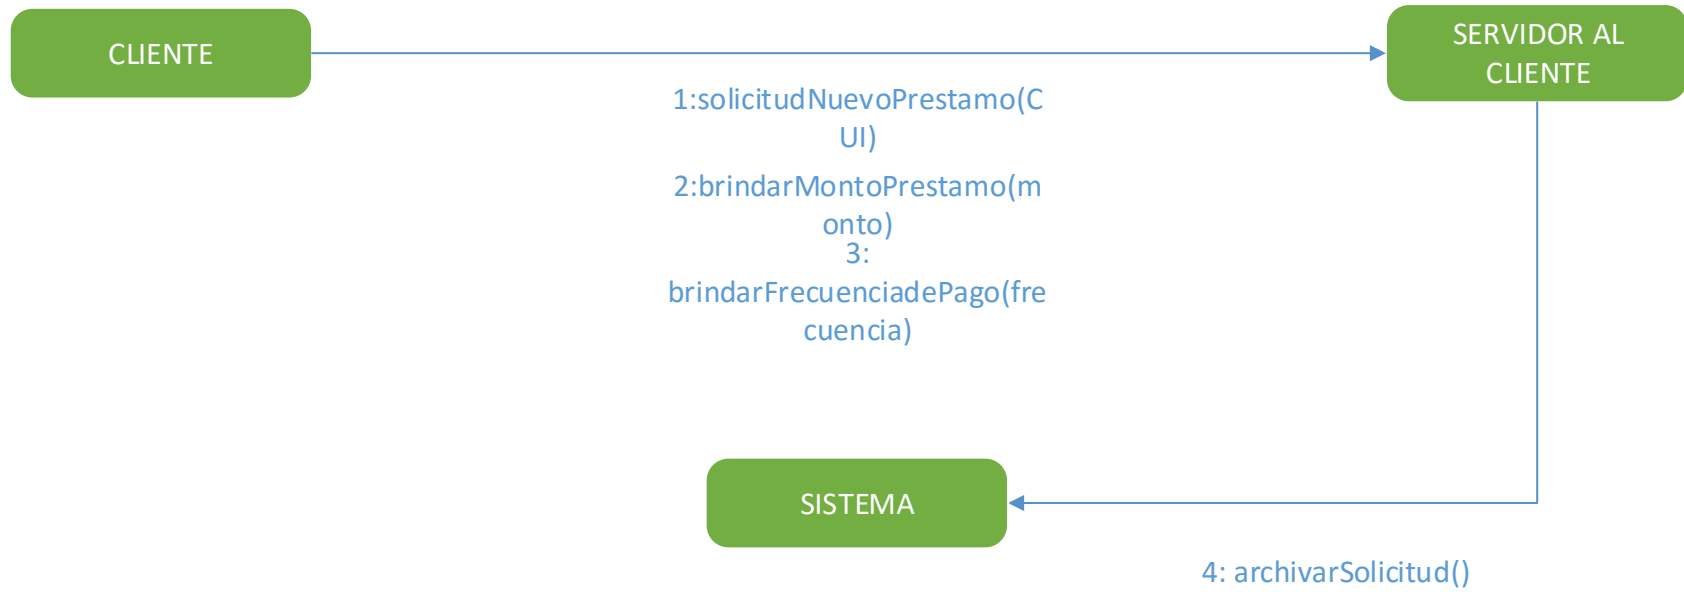 CLIENTE
SERVIDOR AL
CLIENTE
1:solicitudNuevoPrestamo(C
UI)
2:brindarMontoPrestamo(m
onto)
3:
brindarFrecuenciadePago(fre
cuencia)
SISTEMA
4: archivarSolicitud()